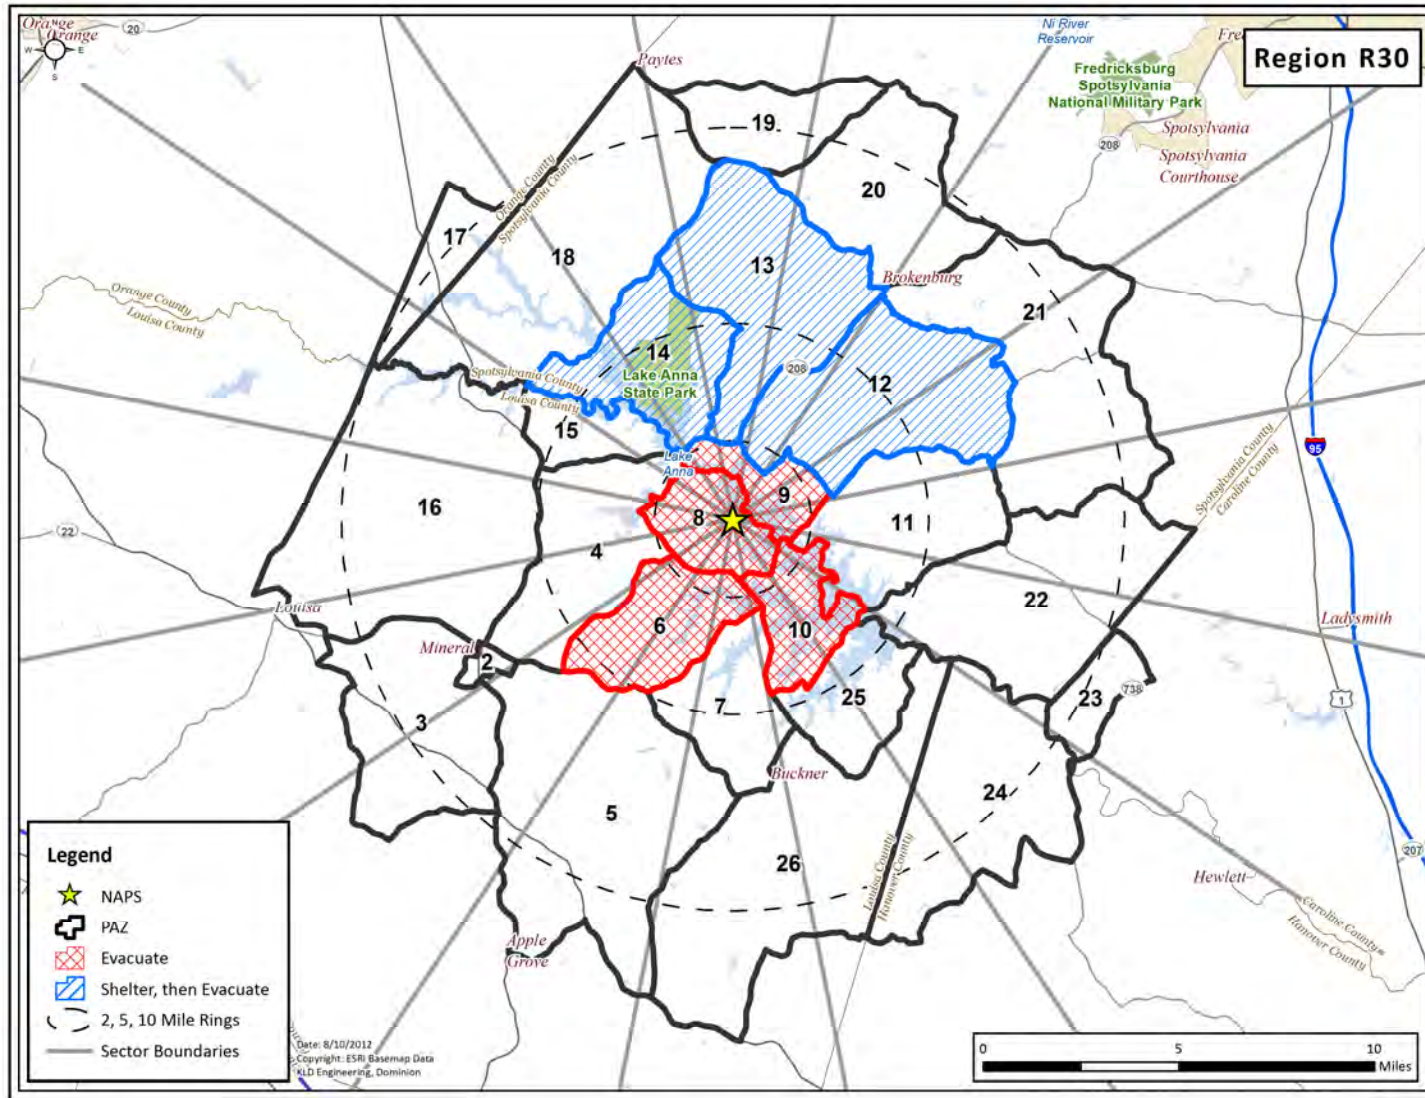 Region R30
Orange
Orange
N
W
E
S
20
Paytes
Ni River
Reservoir
Fre
Fredricksburg
Spotsylvania
National Military Park
Spotsylvania
208
Spotsylvania
Courthouse
19
20
17
18
13
Orange County
Spotsylvania County
Brokenburg
21
Orange County
Louisa County
14
Lake Anna
State Park
208
12
Spotsylvania County
Louisa County
15
95
Lake
Anna
Spotsylvania County
Caroline County
16
9
8
11
22
4
Louisa
22
6
10
Ladysmith
Mineral
2
25
23
738
1
3
7
Buckner
5
24
26
207
Louisa County
Hanover County
Hewlett
Caroline County
Hanover County
Apple
Grove
Legend
NAPS
PAZ
Evacuate
Shelter, then Evacuate
2, 5, 10 Mile Rings
Sector Boundaries
Date: 8/10/2012
Copyright: ESRI Basemap Data
KLD Engineering, Dominion
0
5
10
Miles